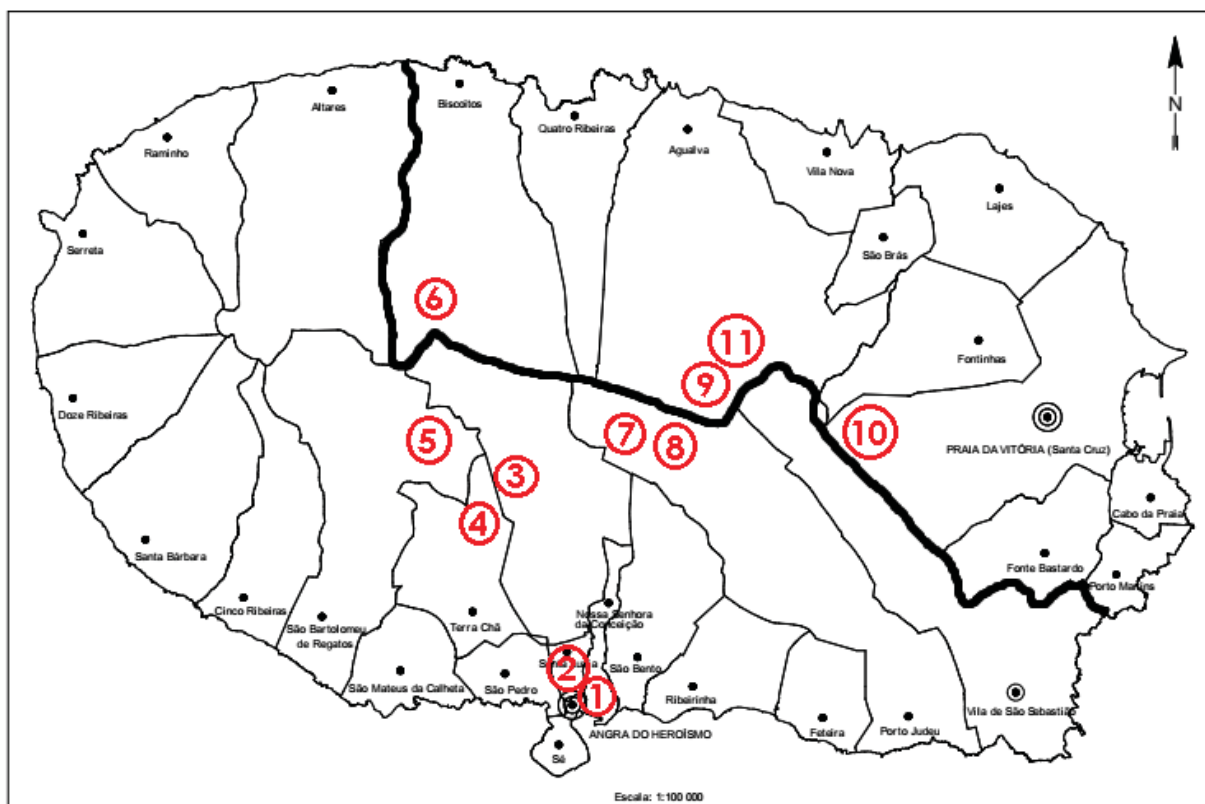 Altares
Biscoitos
Quatro Ribeiras
Agualva
Raminho
Vila Nova
N
Lajes
Serreta
São Brás
6
11
Fontinhas
9
Doze Ribeiras
5
7
8
10
PRAIA DA VITÓRIA (Santa Cruz)
3
4
Cabo da Praia
Santa Bárbara
Fonte Bastardo
Porto Martins
Cinco Ribeiras
São Bartolomeu
de Regatos
Terra Chã
Nossa Senhora
da Conceição
2
São Bento
São Mateus da Calheta
São Pedro
1
Ribeirinha
Vila de São Sebastião
Feteira
Porto Judeu
ANGRA DO HEROÍSMO
Sé
Escala: 1:100 000